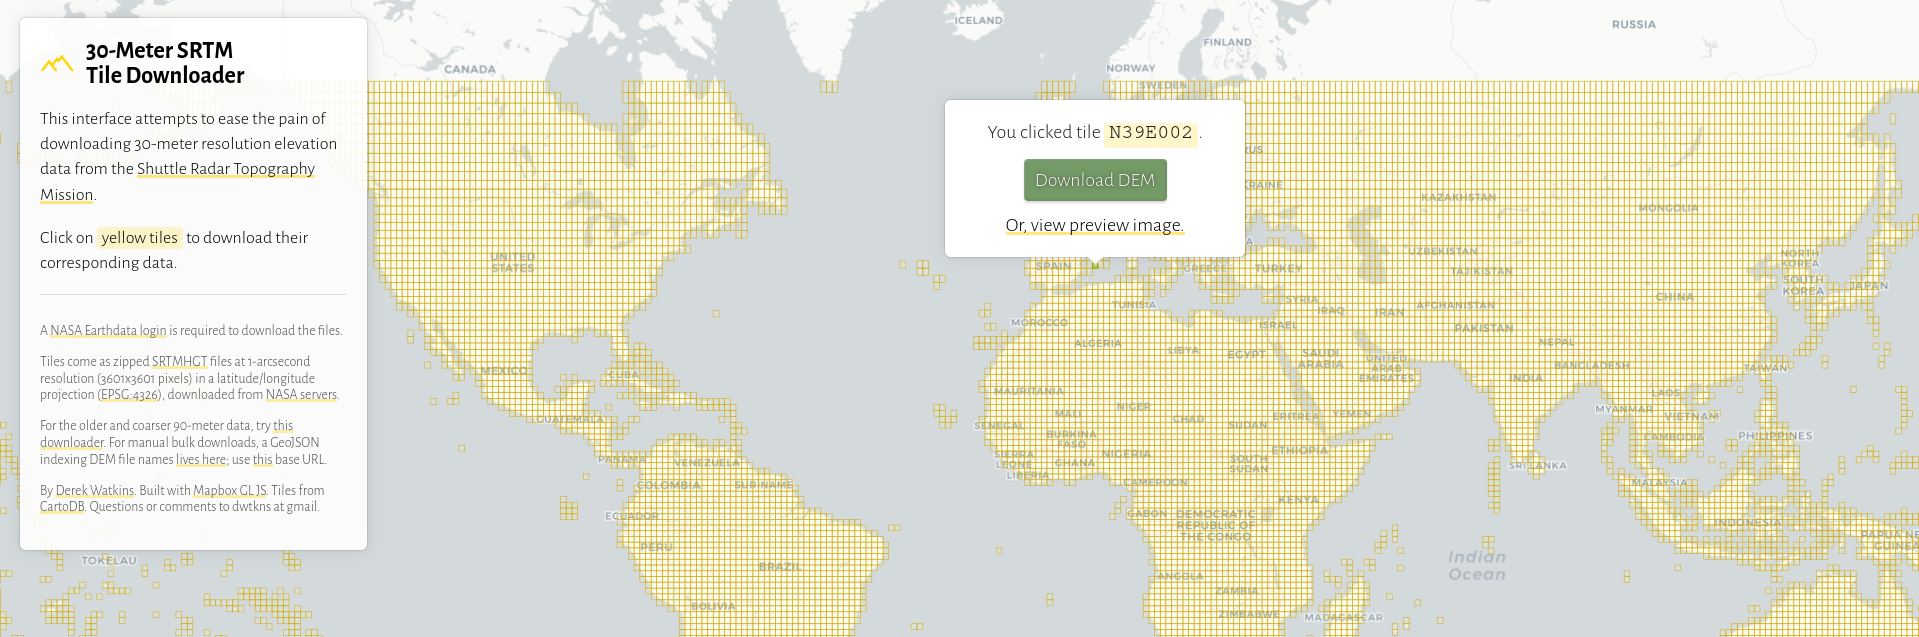 30-Meter SRTM
Tile Downloader
This interface attempts to ease the pain of
downloading 30-meter resolution elevation
data from the Shuttle Radar Topography
Mission.
Click on yellow tiles to download their
corresponding data.
A NASA Earthdata login is required to download the files.
Tiles come as zipped SRTMHGT files at 1-arcsecond
resolution (3601x3601 pixels) in a latitude/longitude
projection (EPSG:4326), downloaded from NASA servers.
For the older and coarser 90-meter data, try this
downloader. For manual bulk downloads, a GeoJSON
indexing DEM file names lives here; use this base URL.
By Derek Watkins. Built with Mapbox GL JS. Tiles from
CartoDB. Questions or comments to dwtkns at gmail.
You clicked tile N39E002.
Download DEM
Or, view preview image.
ICELAND
RUSSIA
FINLAND
CANADA
NORWAY
SWEDEN
RUS
KRAINE
KAZAKHSTAN
MONGOLIA
UNITED
STATES
SPAIN
GREECE
TURKEY
UZBEKISTAN
TAJIKISTAN
NORTH
KOREA
SOUTH
KOREA
JAPAN
CHINA
TUNISIA
SYRIA
IRAQ
IRAN
AFGHANISTAN
MOROCCO
ISRAEL
PAKISTAN
ALGERIA
LIBYA
EGYPT
SAUDI
ARABIA
UNITED
ARAB
EMIRATES
NEPAL
BANGLADESH
TAIWAN
INDIA
MEXICO
CUBA
MAURITANIA
LAOS
MALI
NIGER
CHAD
SUDAN
ERITREA
YEMEN
MYANMAR
VIETNAM
GUATEMALA
SENEGAL
BURKINA
FASO
CAMBODIA
PHILIPPINES
PANAMA
VENEZUELA
SIERRA
LEONE
LIBERIA
GHANA
NIGERIA
SOUTH
SUDAN
ETHIOPIA
SRI LANKA
COLOMBIA
SURINAME
CAMEROON
MALAYSIA
ECUADOR
GABON
DEMOCRATIC
REPUBLIC OF
THE CONGO
KENYA
INDONESIA
PERU
PAPUA NE
GUINEA
TOKELAU
BRAZIL
Indian
Ocean
ANGOLA
ZAMBIA
BOLIVIA
ZIMBABWE
MADAGASCAR